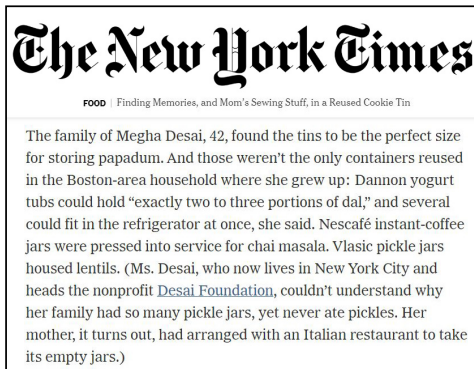 The New York Times
FOOD | Finding Memories, and Mom's Sewing Stuff, in a Reused Cookie Tin
The family of Megha Desai, 42, found the tins to be the perfect size
for storing papadum. And those weren't the only containers reused
in the Boston-area household where she grew up: Dannon yogurt
tubs could hold “exactly two to three portions of dal,” and several
could fit in the refrigerator at once, she said. Nescafé instant-coffee
jars were pressed into service for chai masala. Vlasic pickle jars
housed lentils. (Ms. Desai, who now lives in New York City and
heads the nonprofit Desai Foundation, couldn't understand why
her family had so many pickle jars, yet never ate pickles. Her
mother, it turns out, had arranged with an Italian restaurant to take
its empty jars.)